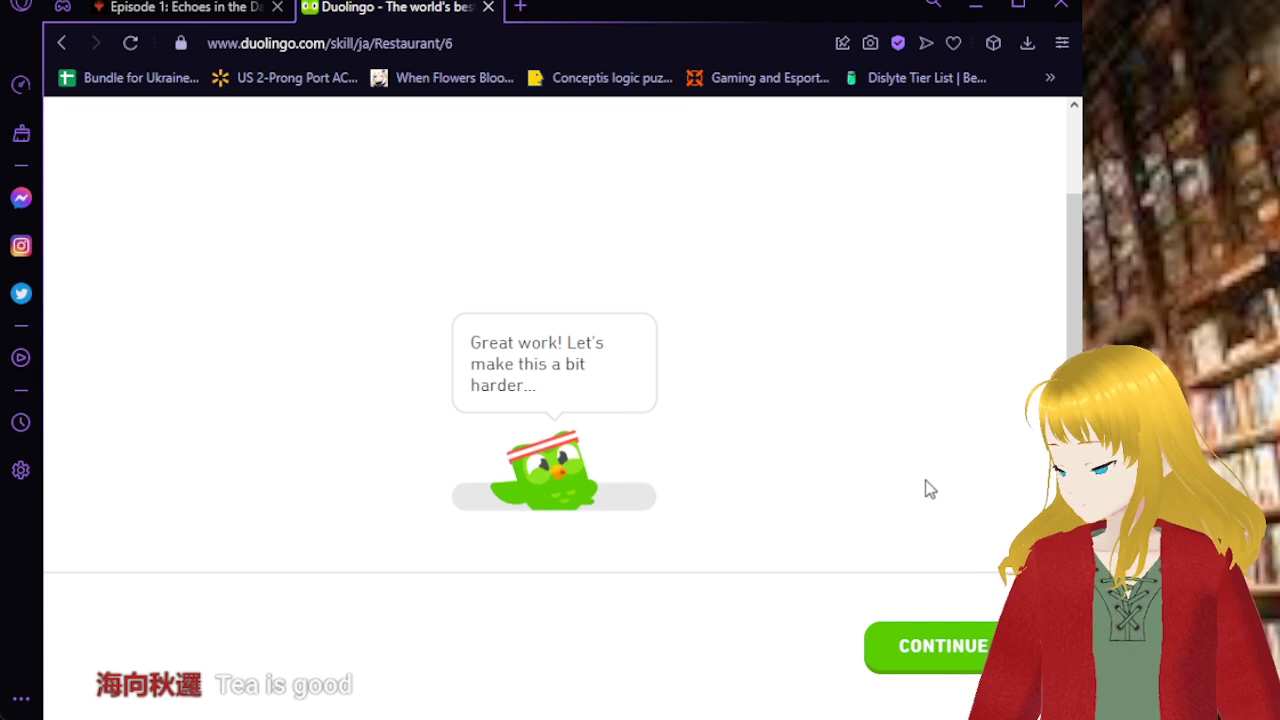 Episode 1: Echoes in the Da
Duolingo - The world's bes
www.duolingo.com/skill/ja/Restaurant/6
Bundle for Ukraine... US 2-Prong Port AC... When Flowers Bloo... Conceptis logic puz... Gaming and Esport... Dislyte Tier List | Be... »
Great work! Let's
make this a bit
harder...
CONTINUE
海向秋邏 Tea is good